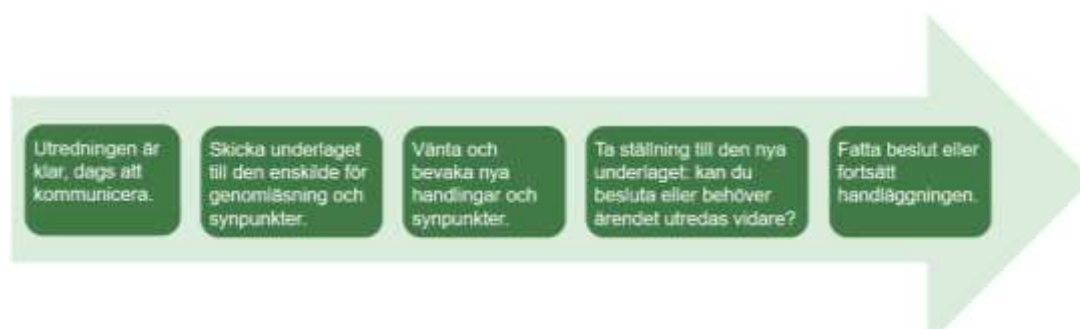 Utredningen är
klar, dags att
kommunicera.
Skicka underlaget
till den enskilde för
genomläsning och
synpunkter.
Vänta och
bevaka nya
handlingar och
synpunkter.
Ta ställning till den nya
underlaget: kan du
besluta eller behöver
ärendet utredas vidare?
Fatta beslut eller
fortsätt
handläggningen.